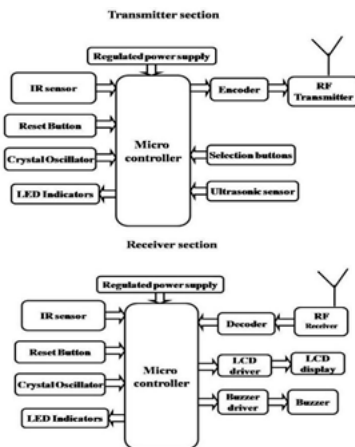 Transmitter section
Regulated power supply
IR sensor
Reset Button
Crystal Oscillator
LED Indicators
Micro
controller
Encoder
RF
Transmitter
Selection buttons
Ultrasonic sensor
Receiver section
Regulated power supply
IR sensor
Reset Button
Crystal Oscillator
LED Indicators
Micro
controller
Decoder
RF
Receiver
LCD
driver
LCD
display
Buzzer
driver
Buzzer